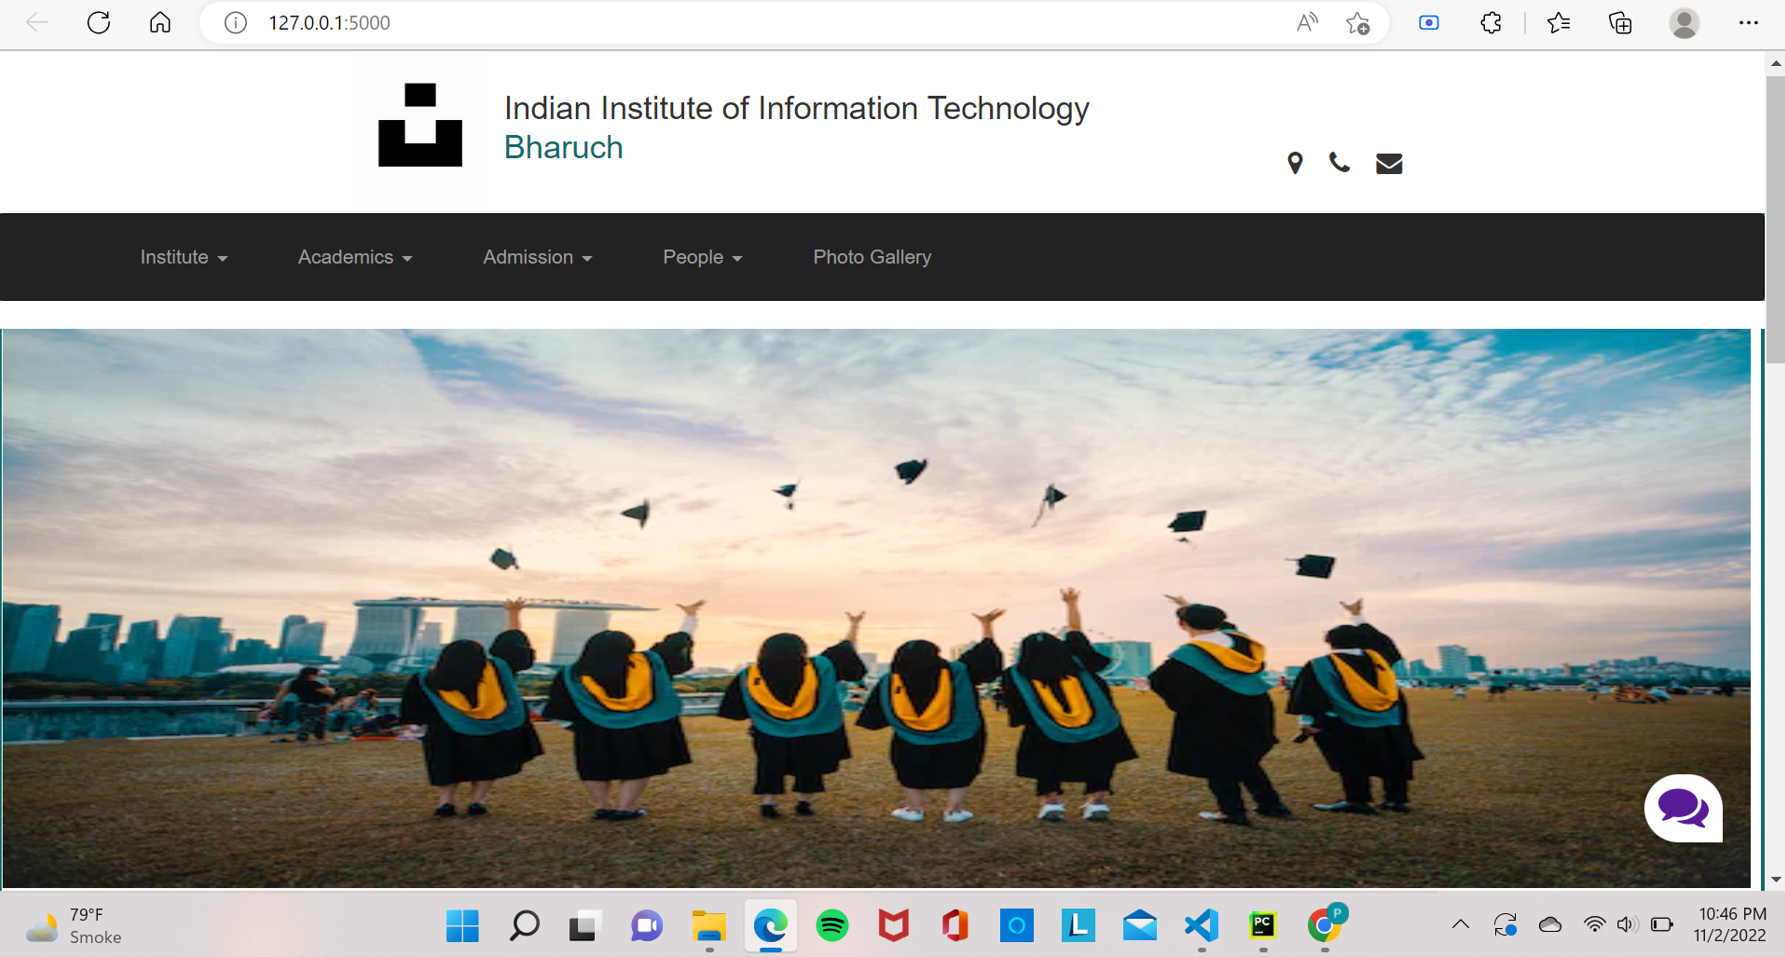 127.0.0.1:5000
Indian Institute of Information Technology
Bharuch
Institute
Academics
Admission
People
Photo Gallery
79°F
Smoke
PC
L
P
10:46 PM
11/2/2022